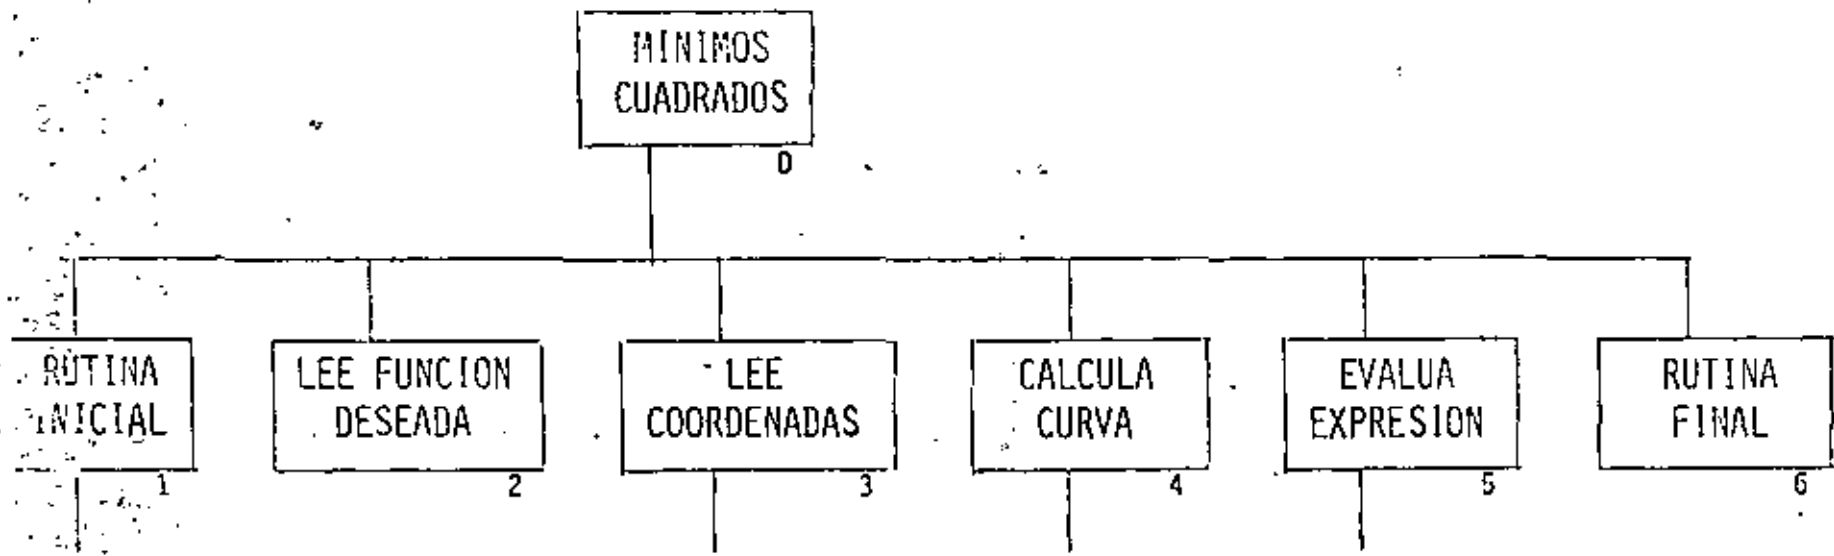 MINIMOS
CUADRADOS
0
RUTINA
INICIAL
1
LEE FUNCION
DESEADA
2
LEE
COORDENADAS
3
CALCULA
CURVA
4
EVALUA
EXPRESION
5
RUTINA
FINAL
6